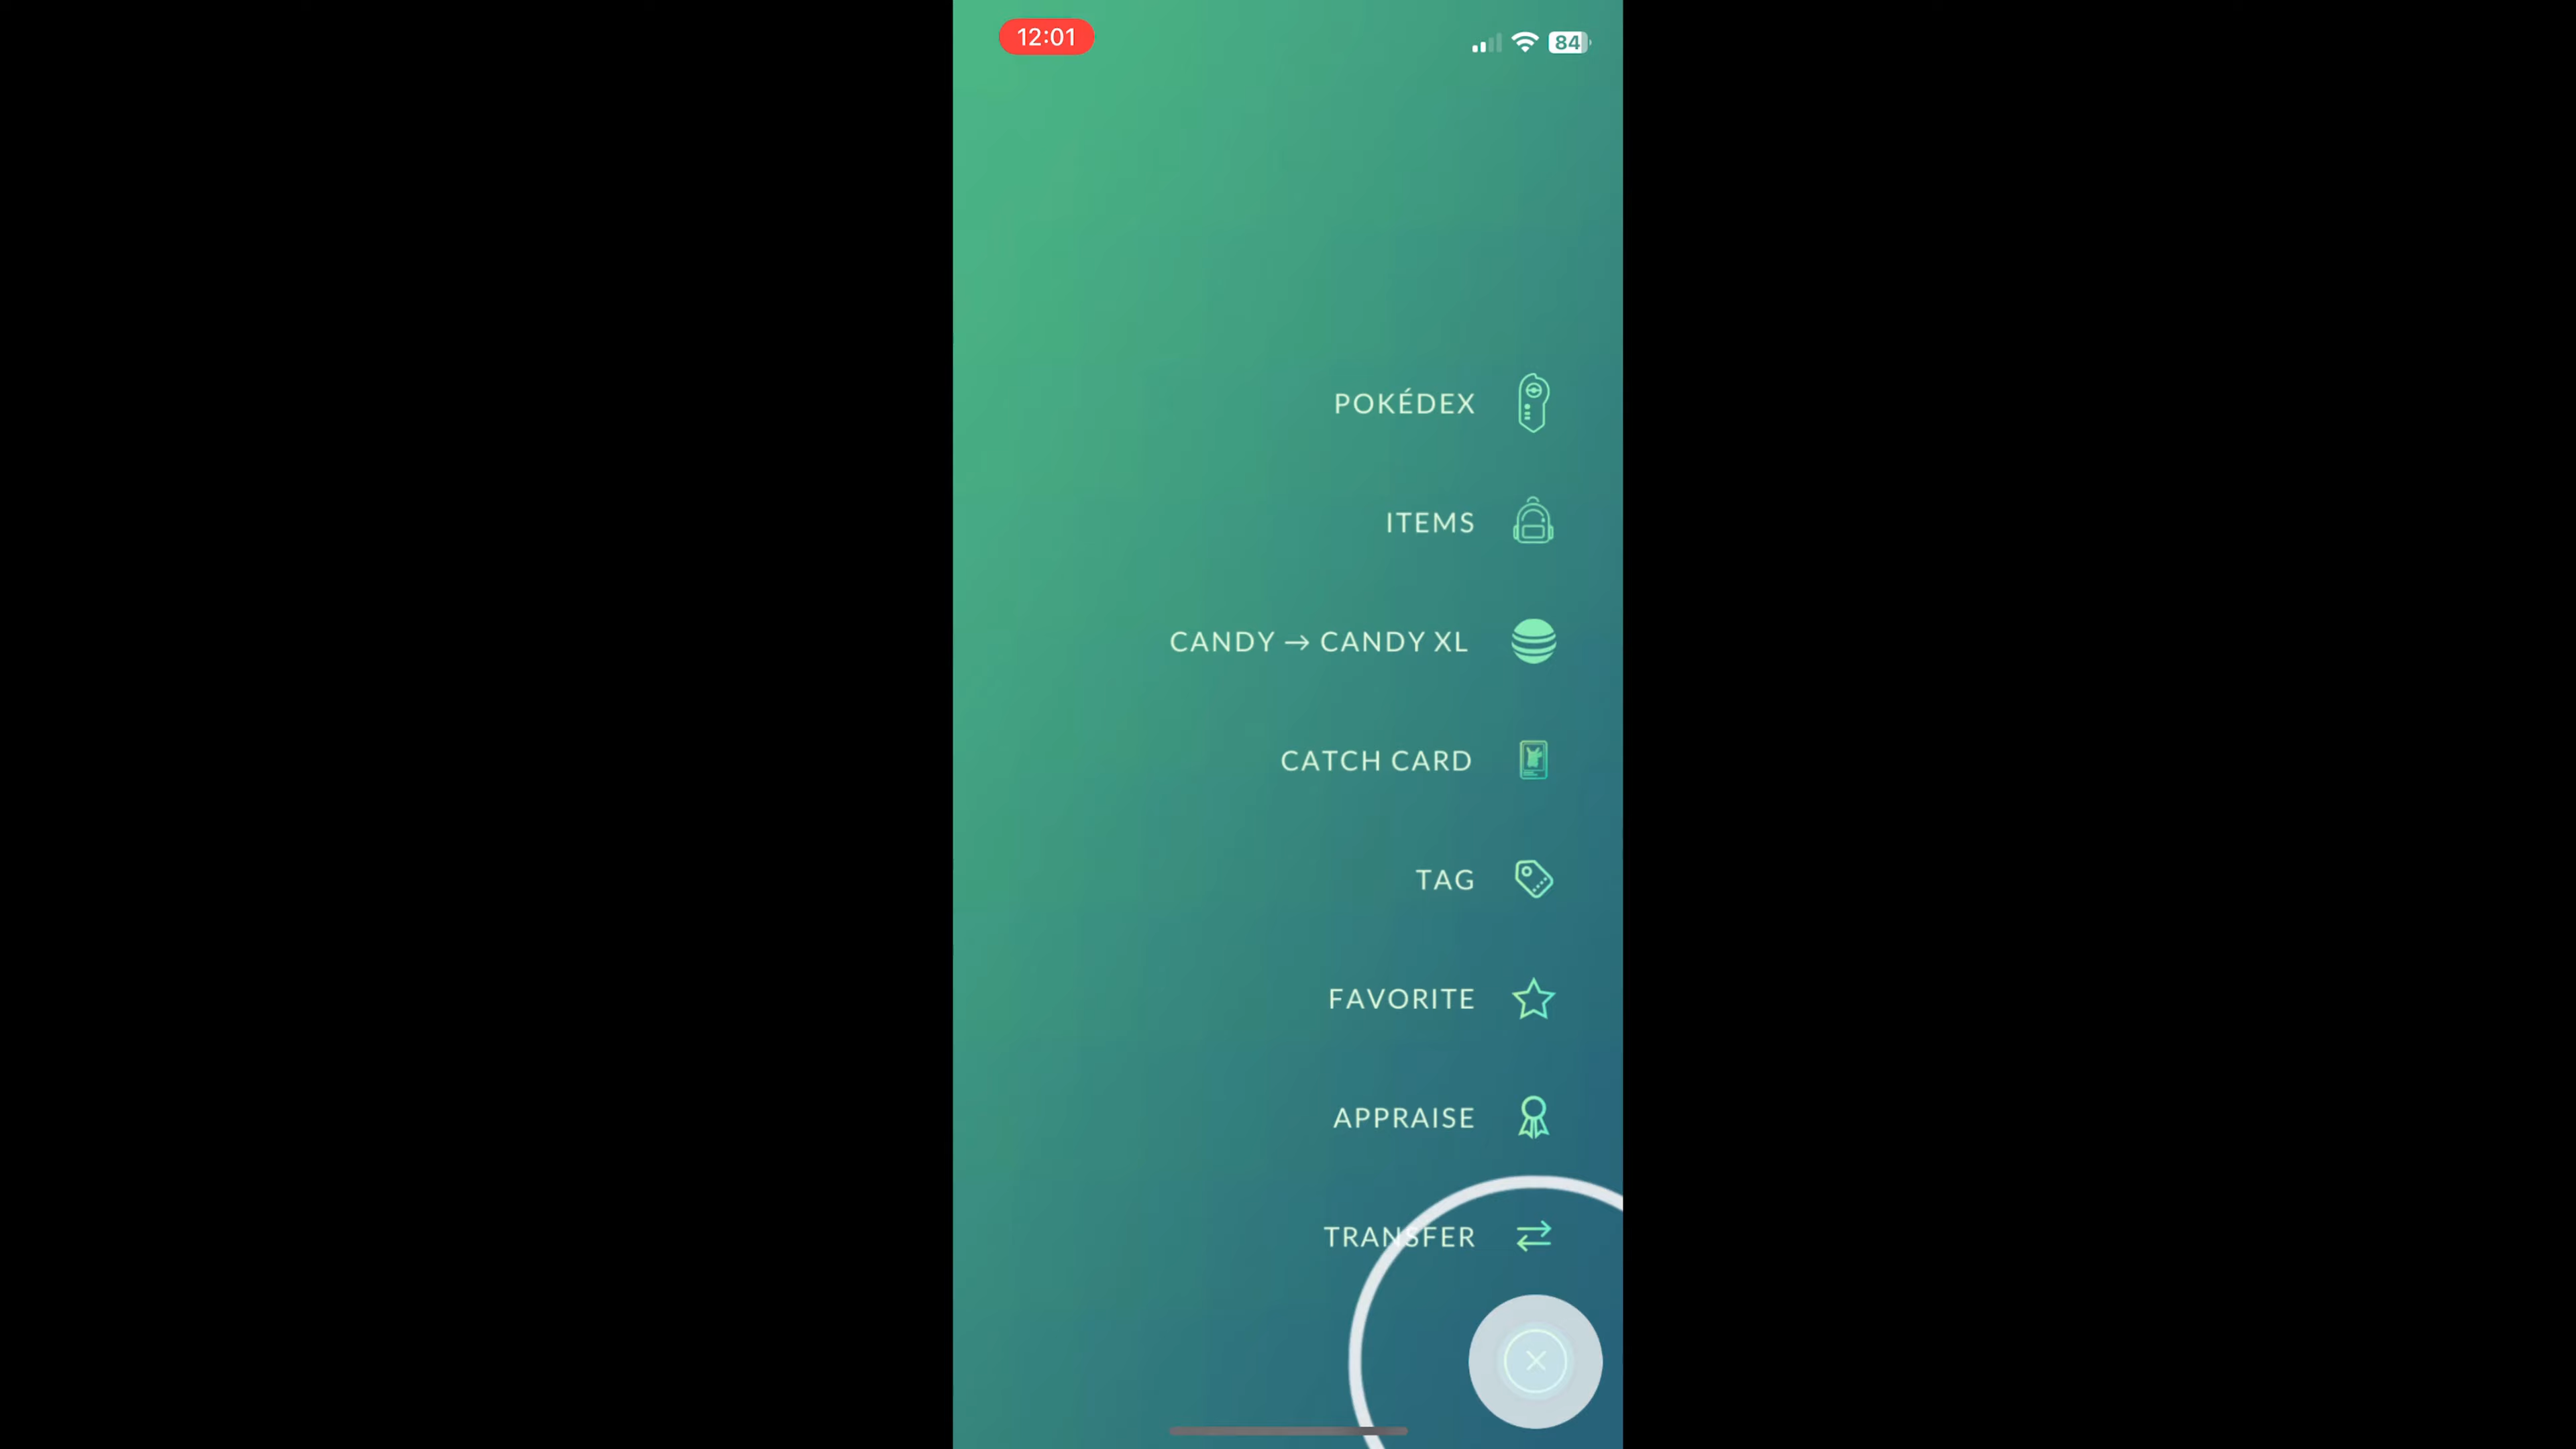 12:01
84
POKÉDEX
ITEMS
CANDY → CANDY XL
CATCH CARD
TAG
FAVORITE
APPRAISE
TRANSFER